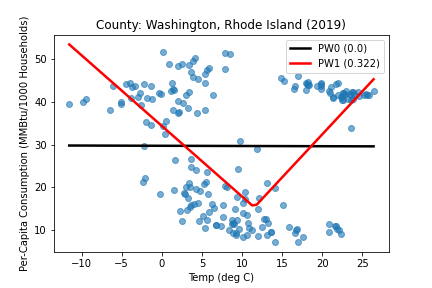 County: Washington, Rhode Island (2019)
Per-Capita Consumption (MMBtu/1000 Households)
50
40
30
20
10
PW0 (0.0)
PW1 (0.322)
−10 −5 0 5 10 15 20 25
Temp (deg C)